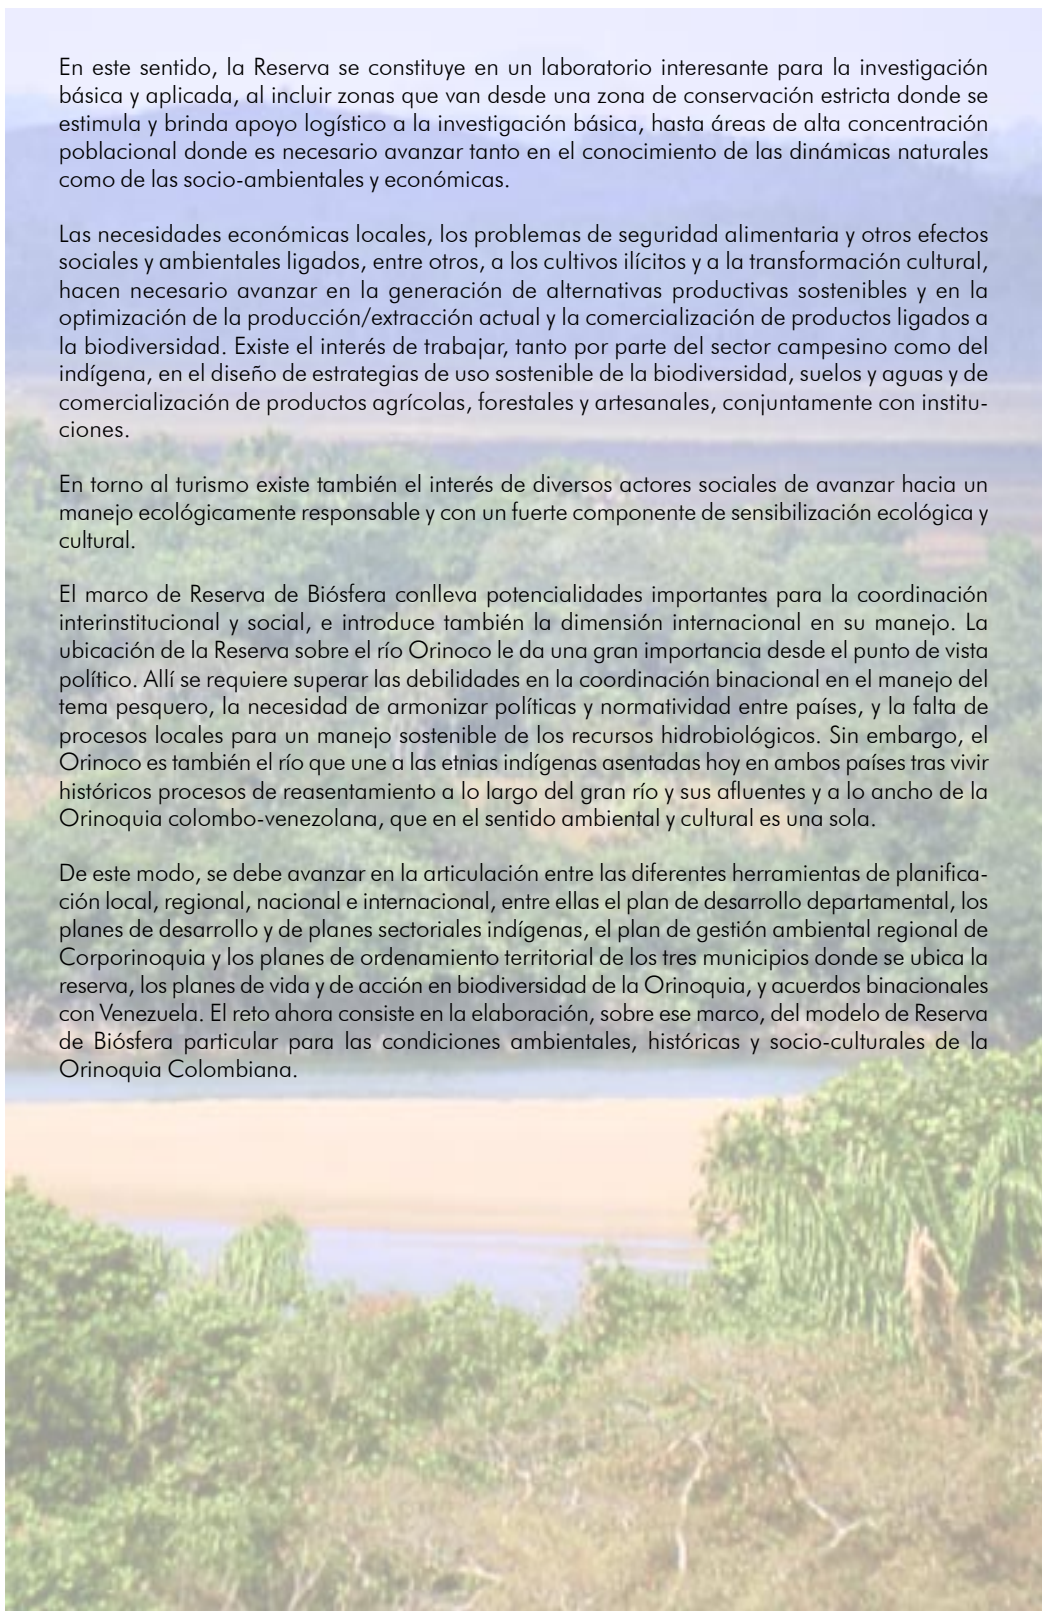 En este sentido, la Reserva se constituye en un laboratorio interesante para la investigación
básica y aplicada, al incluir zonas que van desde una zona de conservación estricta donde se
estimula y brinda apoyo logístico a la investigación básica, hasta áreas de alta concentración
poblacional donde es necesario avanzar tanto en el conocimiento de las dinámicas naturales
como de las socio-ambientales y económicas.
Las necesidades económicas locales, los problemas de seguridad alimentaria y otros efectos
sociales y ambientales ligados, entre otros, a los cultivos ilícitos y a la transformación cultural,
hacen necesario avanzar en la generación de alternativas productivas sostenibles y en la
optimización de la producción/extracción actual y la comercialización de productos ligados a
la biodiversidad. Existe el interés de trabajar, tanto por parte del sector campesino como del
indígena, en el diseño de estrategias de uso sostenible de la biodiversidad, suelos y aguas y de
comercialización de productos agrícolas, forestales y artesanales, conjuntamente con institu-
ciones.
En torno al turismo existe también el interés de diversos actores sociales de avanzar hacia un
manejo ecológicamente responsable y con un fuerte componente de sensibilización ecológica y
cultural.
El marco de Reserva de Biósfera conlleva potencialidades importantes para la coordinación
interinstitucional y social, e introduce también la dimensión internacional en su manejo. La
ubicación de la Reserva sobre el río Orinoco le da una gran importancia desde el punto de vista
político. Allí se requiere superar las debilidades en la coordinación binacional en el manejo del
tema pesquero, la necesidad de armonizar políticas y normatividad entre países, y la falta de
procesos locales para un manejo sostenible de los recursos hidrobiológicos. Sin embargo, el
Orinoco es también el río que une a las etnias indígenas asentadas hoy en ambos países tras vivir
históricos procesos de reasentamiento a lo largo del gran río y sus afluentes y a lo ancho de la
Orinoquia colombo-venezolana, que en el sentido ambiental y cultural es una sola.
De este modo, se debe avanzar en la articulación entre las diferentes herramientas de planifica-
ción local, regional, nacional e internacional, entre ellas el plan de desarrollo departamental, los
planes de desarrollo y de planes sectoriales indígenas, el plan de gestión ambiental regional de
Corporinoquia y los planes de ordenamiento territorial de los tres municipios donde se ubica la
reserva, los planes de vida y de acción en biodiversidad de la Orinoquia, y acuerdos binacionales
con Venezuela. El reto ahora consiste en la elaboración, sobre ese marco, del modelo de Reserva
de Biósfera particular para las condiciones ambientales, históricas y socio-culturales de la
Orinoquia Colombiana.